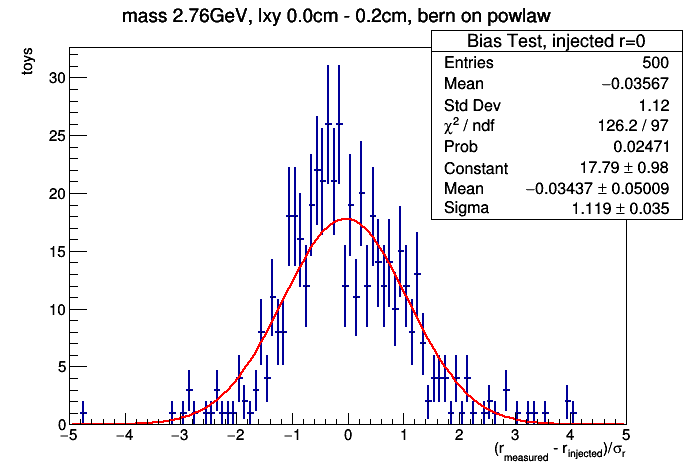 mass 2.76GeV, lxy 0.0cm - 0.2cm, bern on powlaw
toys
Bias Test, injected r=0
Entries 500
Mean −0.03567
Std Dev 1.12
χ² / ndf 126.2 / 97
Prob 0.02471
Constant 17.79 ± 0.98
Mean −0.03437 ± 0.05009
Sigma 1.119 ± 0.035
30
25
20
15
10
5
0
−5 −4 −3 −2 −1 0 1 2 3 4 5
(r_measured - r_injected)/σ_r